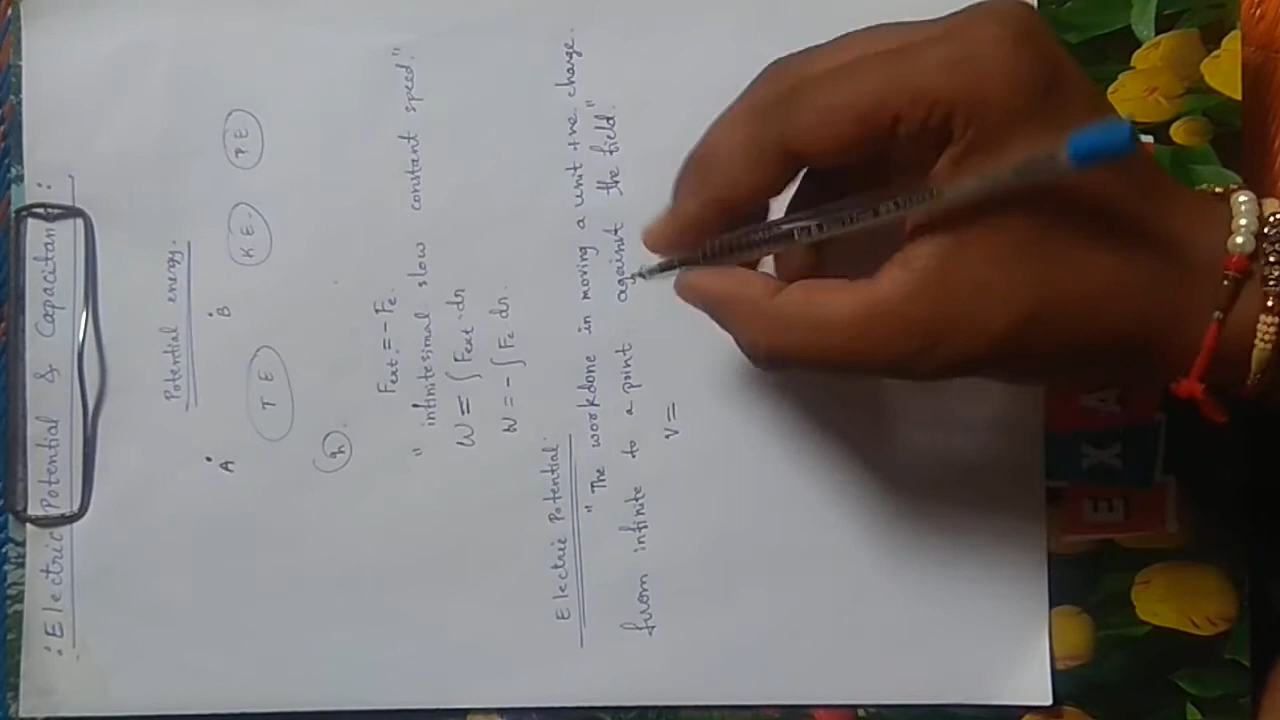 : Electric Potential & Capacitan :
Potential energy.
A B
T E K E. P E
h.
Fext. = - Fe.
" infinitesimal slow constant speed."
W = ∫ Fext . dr
W = - ∫ Fe dr.
Electric Potential.
" The workdone in moving a unit +ve. charge.
from infinite to a point against the field."
V =
E X A